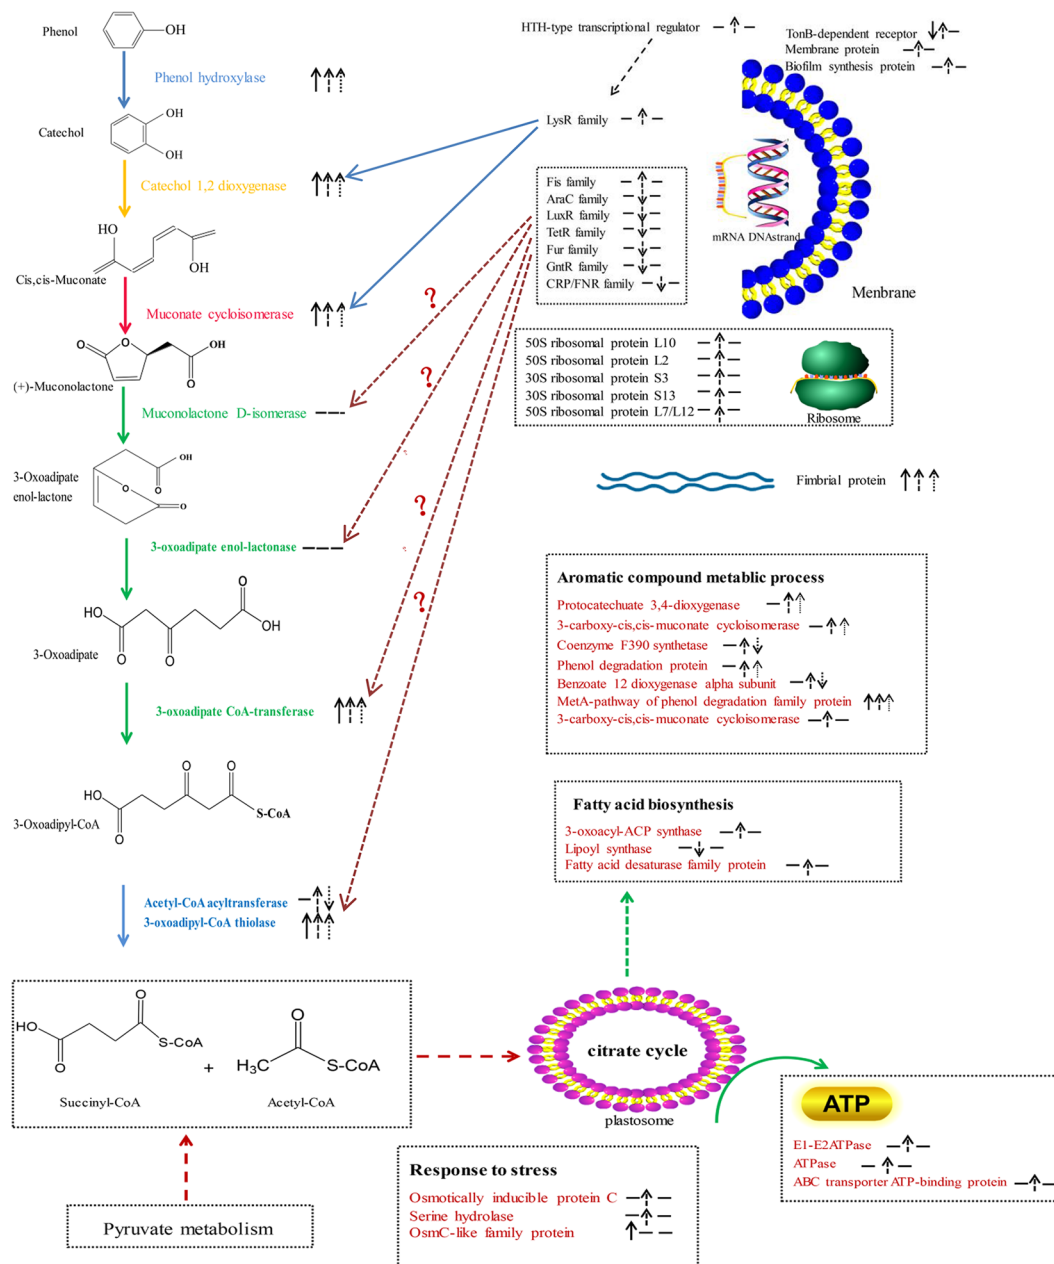 Phenol
OH
Phenol hydroxylase
Catechol
OH
OH
Catechol 1,2 dioxygenase
HO
OH
Cis,cis-Muconate
Muconate cycloisomerase
O
O
OH
O
(+)-Muconolactone
Muconolactone D-isomerase
3-Oxoadipate
enol-lactone
OH
O
O
O
3-oxoadipate enol-lactonase
HO
O
O
O
OH
3-Oxoadipate
3-oxoadipate CoA-transferase
HO
O
O
O
S-CoA
3-Oxoadipyl-CoA
Acetyl-CoA acyltransferase
3-oxoadipyl-CoA thiolase
HO
O
O
S-CoA
Succinyl-CoA
+
O
H3C
S-CoA
Acetyl-CoA
Pyruvate metabolism
HTH-type transcriptional regulator
LysR family
Fis family
AraC family
LuxR family
TetR family
Fur family
GntR family
CRP/FNR family
?
?
?
?
TonB-dependent receptor
Membrane protein
Biofilm synthesis protein
mRNA DNAstrand
Menbrane
50S ribosomal protein L10
50S ribosomal protein L2
30S ribosomal protein S3
30S ribosomal protein S13
50S ribosomal protein L7/L12
Ribosome
Fimbrial protein
Aromatic compound metablic process
Protocatechuate 3,4-dioxygenase
3-carboxy-cis,cis-muconate cycloisomerase
Coenzyme F390 synthetase
Phenol degradation protein
Benzoate 12 dioxygenase alpha subunit
MetA-pathway of phenol degradation family protein
3-carboxy-cis,cis-muconate cycloisomerase
Fatty acid biosynthesis
3-oxoacyl-ACP synthase
Lipoyl synthase
Fatty acid desaturase family protein
citrate cycle
plastosome
ATP
E1-E2ATPase
ATPase
ABC transporter ATP-binding protein
Response to stress
Osmotically inducible protein C
Serine hydrolase
OsmC-like family protein